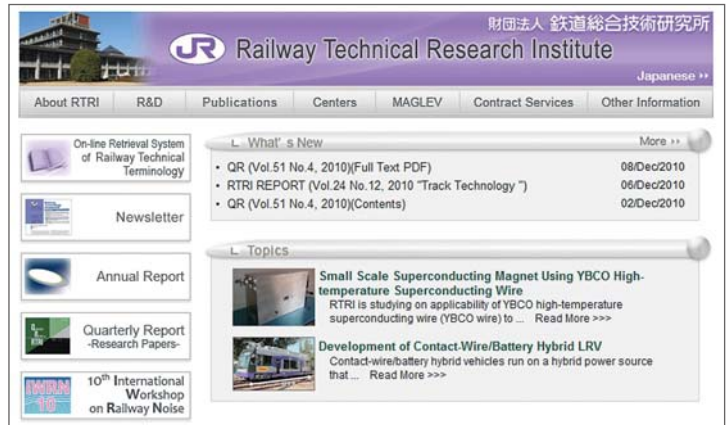 財団法人 鉄道総合技術研究所
JR Railway Technical Research Institute
Japanese ››
About RTRI R&D Publications Centers MAGLEV Contract Services Other Information
On-line Retrieval System
of Railway Technical
Terminology
Newsletter
Annual Report
Quarterly Report
-Research Papers-
IWRN
10
10th International
Workshop
on Railway Noise
What' s New More ››
• QR (Vol.51 No.4, 2010)(Full Text PDF) 08/Dec/2010
• RTRI REPORT (Vol.24 No.12, 2010 "Track Technology ") 06/Dec/2010
• QR (Vol.51 No.4, 2010)(Contents) 02/Dec/2010
Topics
Small Scale Superconducting Magnet Using YBCO High-
temperature Superconducting Wire
RTRI is studying on applicability of YBCO high-temperature
superconducting wire (YBCO wire) to ... Read More >>>
Development of Contact-Wire/Battery Hybrid LRV
Contact-wire/battery hybrid vehicles run on a hybrid power source
that ... Read More >>>